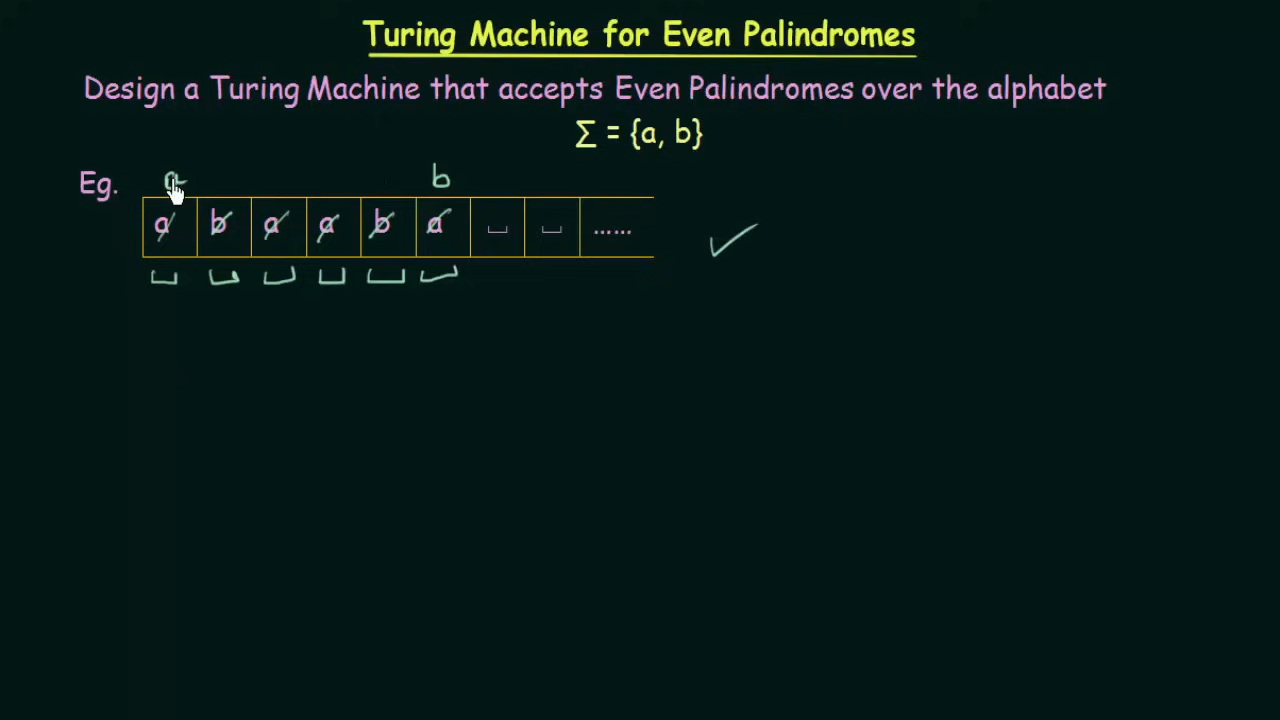 Turing Machine for Even Palindromes
Design a Turing Machine that accepts Even Palindromes over the alphabet
Σ = {a, b}
Eg.
a b
a b a a b a ⎵ ⎵ ......
⎵ ⎵ ⎵ ⎵ ⎵ ⎵